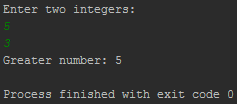 Enter two integers:
5
3
Greater number: 5
Process finished with exit code 0